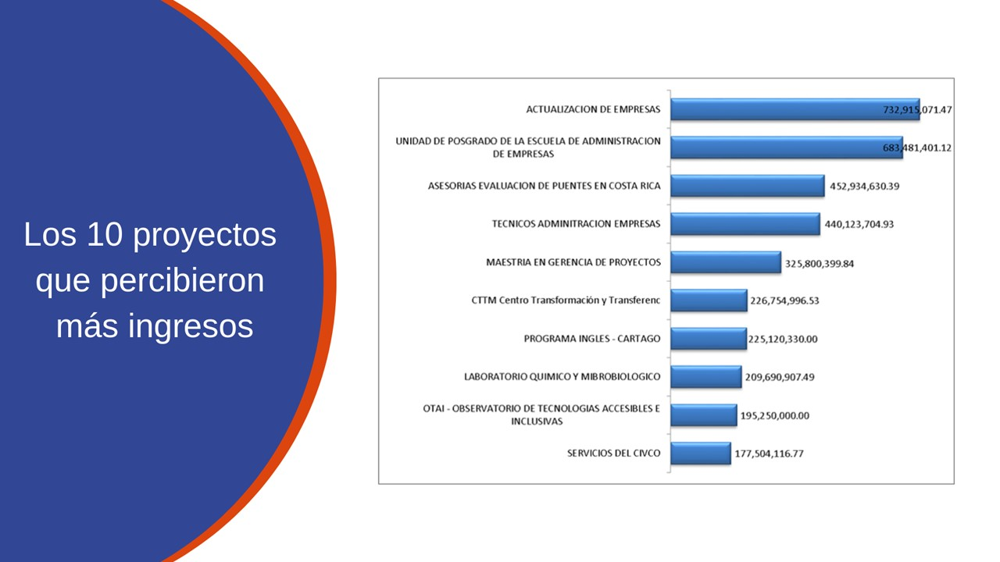 Los 10 proyectos
que percibieron
más ingresos
ACTUALIZACION DE EMPRESAS
732,915,071.47
UNIDAD DE POSGRADO DE LA ESCUELA DE ADMINISTRACION
DE EMPRESAS
683,481,401.12
ASESORIAS EVALUACION DE PUENTES EN COSTA RICA
452,934,630.39
TECNICOS ADMINITRACION EMPRESAS
440,123,704.93
MAESTRIA EN GERENCIA DE PROYECTOS
325,800,399.84
CTTM Centro Transformación y Transferenc
226,754,996.53
PROGRAMA INGLES - CARTAGO
225,120,330.00
LABORATORIO QUIMICO Y MIBROBIOLOGICO
209,690,907.49
OTAI - OBSERVATORIO DE TECNOLOGIAS ACCESIBLES E
INCLUSIVAS
195,250,000.00
SERVICIOS DEL CIVCO
177,504,116.77